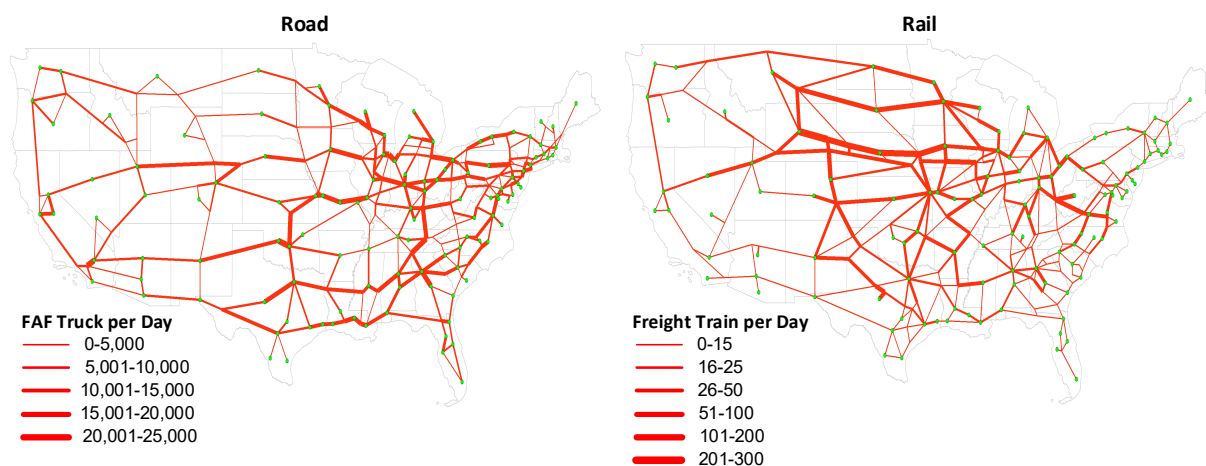 Road
FAF Truck per Day
0-5,000
5,001-10,000
10,001-15,000
15,001-20,000
20,001-25,000
Rail
Freight Train per Day
0-15
16-25
26-50
51-100
101-200
201-300